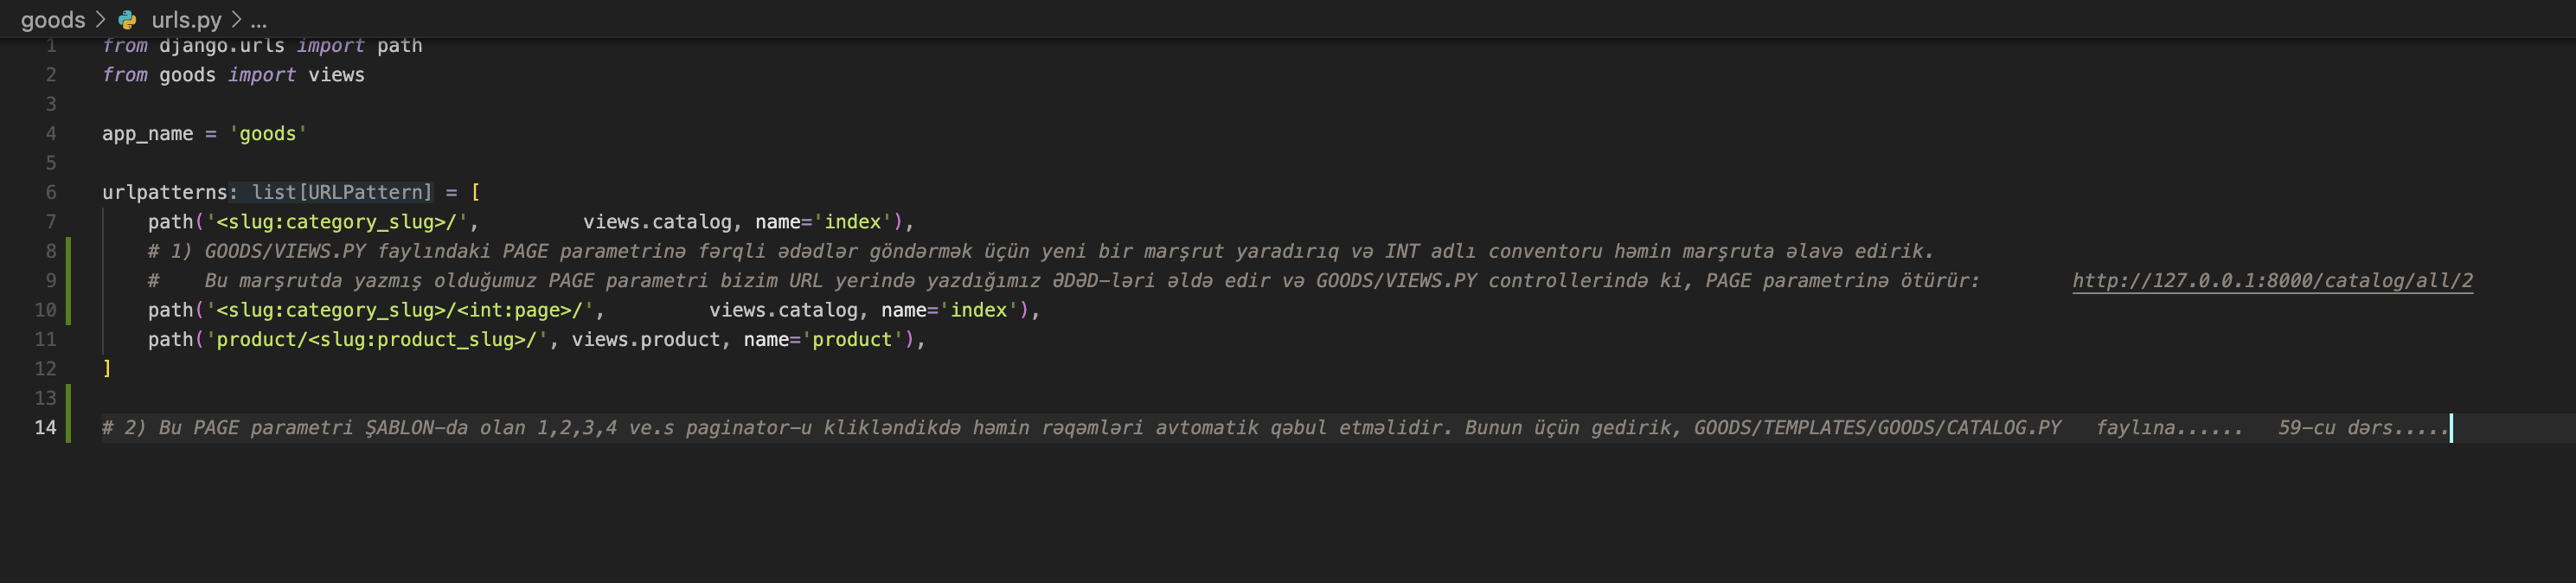 goods > urls.py > ...
1 from django.urls import path
2 from goods import views
3
4 app_name = 'goods'
5
6 urlpatterns: list[URLPattern] = [
7     path('<slug:category_slug>/',         views.catalog, name='index'),
8     # 1) GOODS/VIEWS.PY faylındaki PAGE parametrinə fərqli ədədlər göndərmək üçün yeni bir marşrut yaradırıq və INT adlı conventoru həmin marşruta əlavə edirik.
9     #    Bu marşrutda yazmış olduğumuz PAGE parametri bizim URL yerində yazdığımız ƏDƏD-ləri əldə edir və GOODS/VIEWS.PY controllerində ki, PAGE parametrinə ötürür:        http://127.0.0.1:8000/catalog/all/2
10     path('<slug:category_slug>/<int:page>/',         views.catalog, name='index'),
11     path('product/<slug:product_slug>/', views.product, name='product'),
12 ]
13
14 # 2) Bu PAGE parametri ŞABLON-da olan 1,2,3,4 ve.s paginator-u klikləndikdə həmin rəqəmləri avtomatik qəbul etməlidir. Bunun üçün gedirik, GOODS/TEMPLATES/GOODS/CATALOG.PY   faylına......   59-cu dərs.....